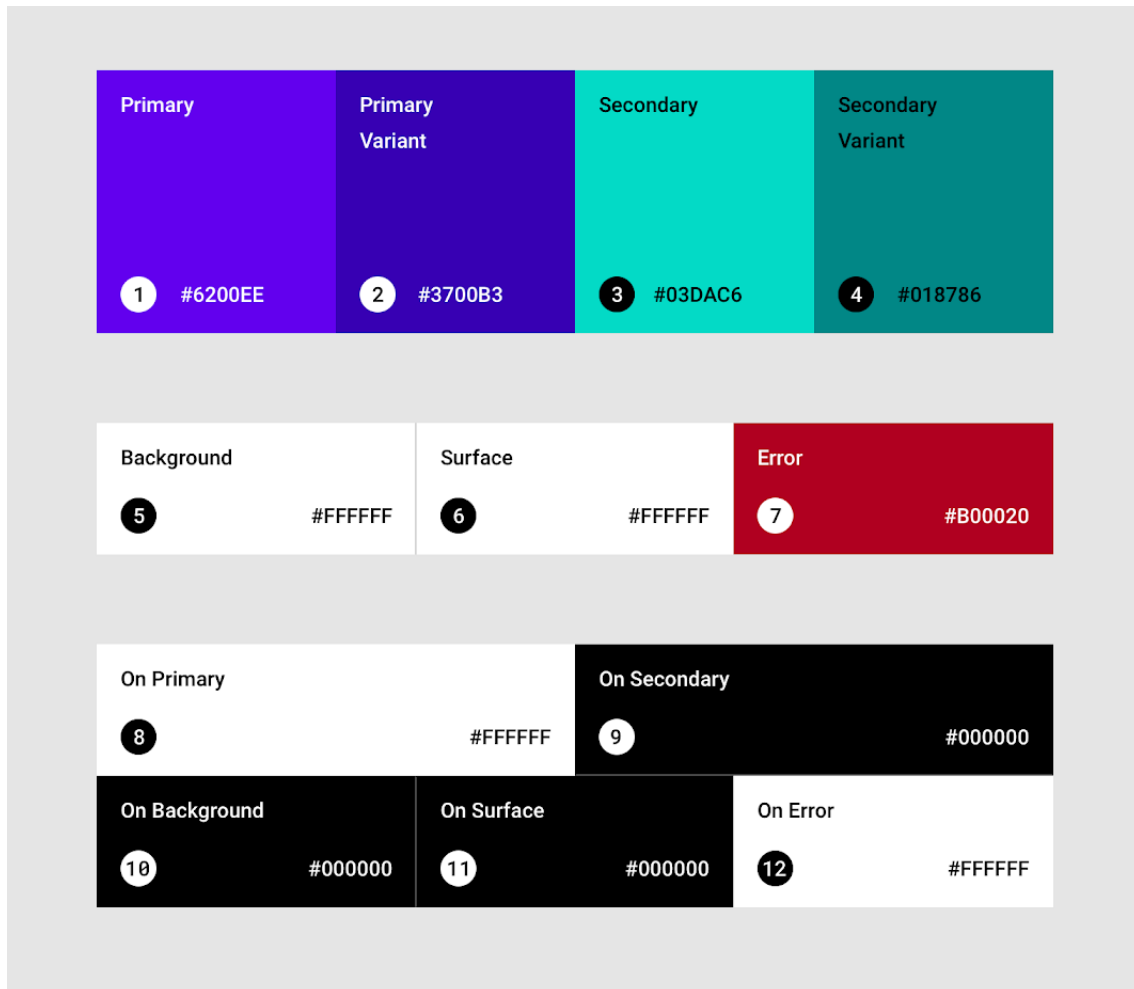 Primary
Primary
Variant
Secondary
Secondary
Variant
1 #6200EE
2 #3700B3
3 #03DAC6
4 #018786
Background
Surface
Error
5 #FFFFFF
6 #FFFFFF
7 #B00020
On Primary
On Secondary
8 #FFFFFF
9 #000000
On Background
On Surface
On Error
10 #000000
11 #000000
12 #FFFFFF